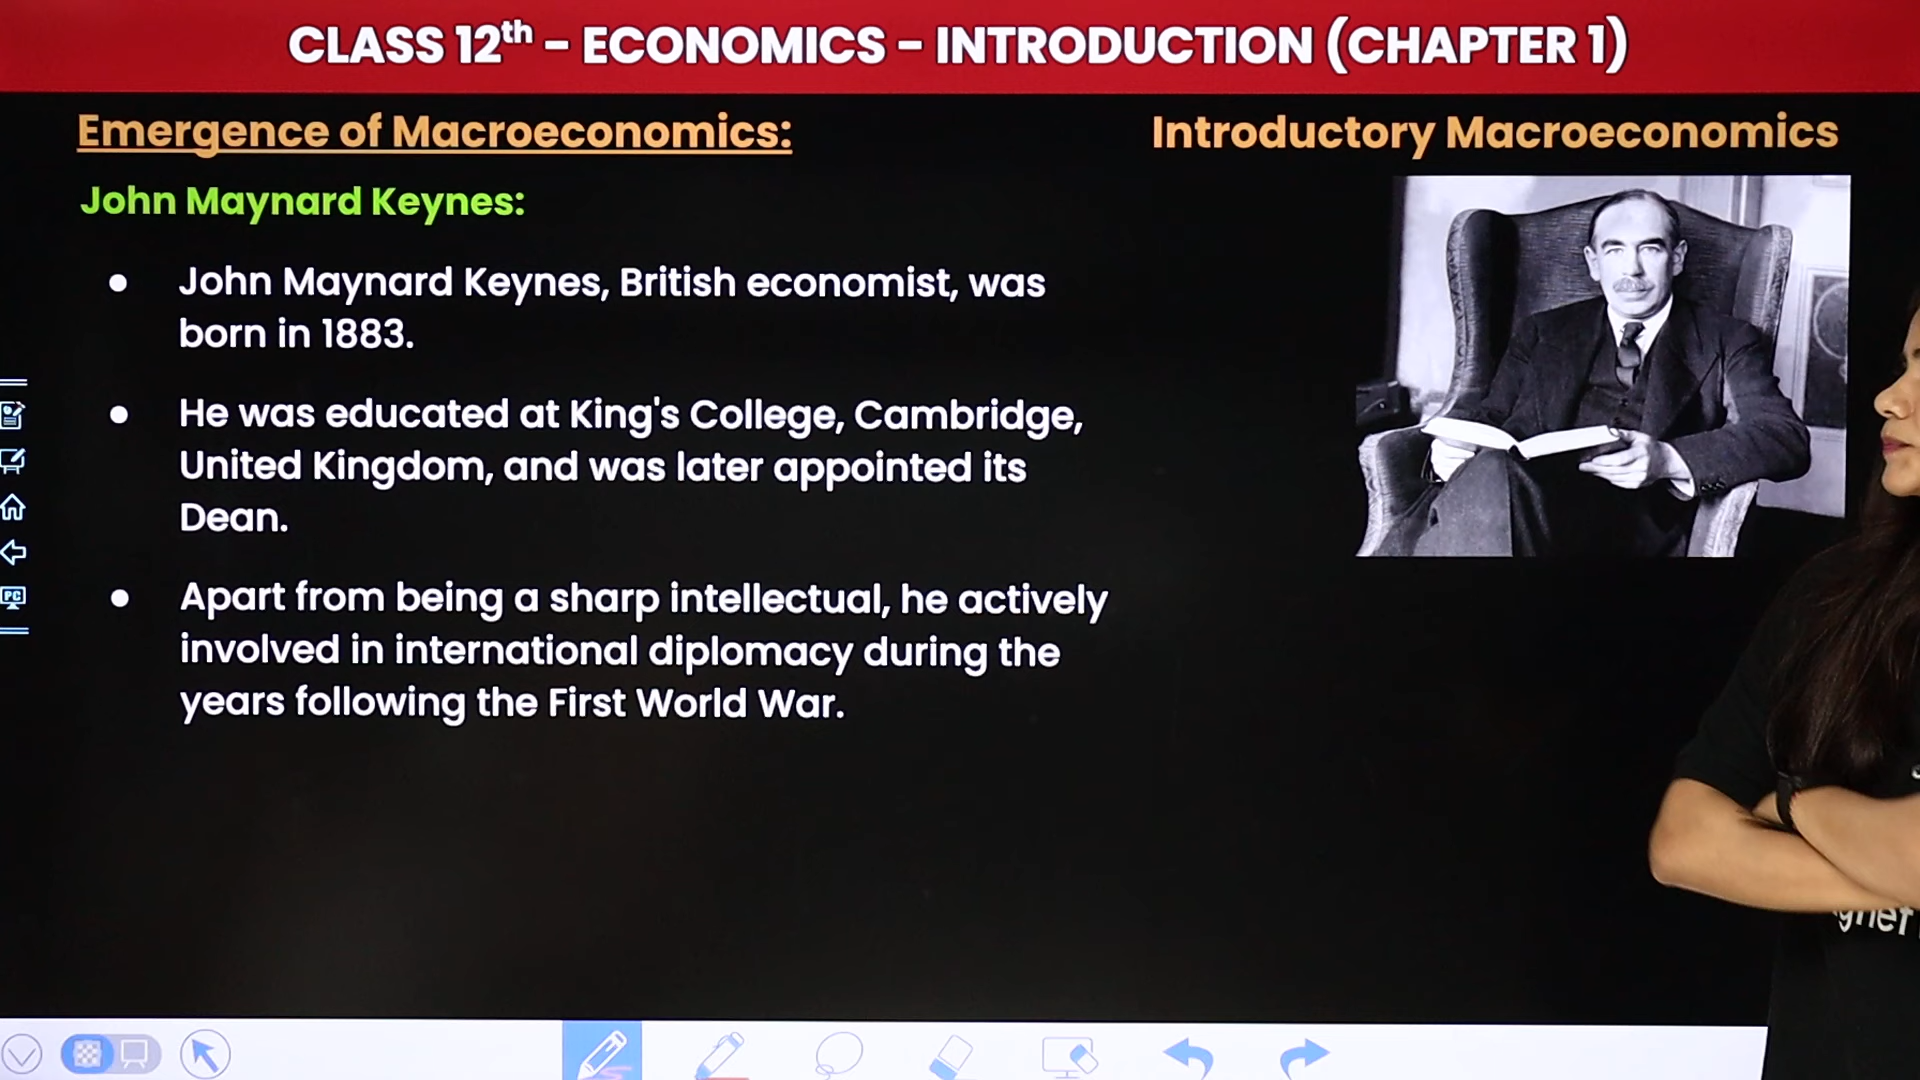 CLASS 12th - ECONOMICS - INTRODUCTION (CHAPTER 1)
Emergence of Macroeconomics:
Introductory Macroeconomics
John Maynard Keynes:
● John Maynard Keynes, British economist, was
born in 1883.
● He was educated at King's College, Cambridge,
United Kingdom, and was later appointed its
Dean.
● Apart from being a sharp intellectual, he actively
involved in international diplomacy during the
years following the First World War.
PC